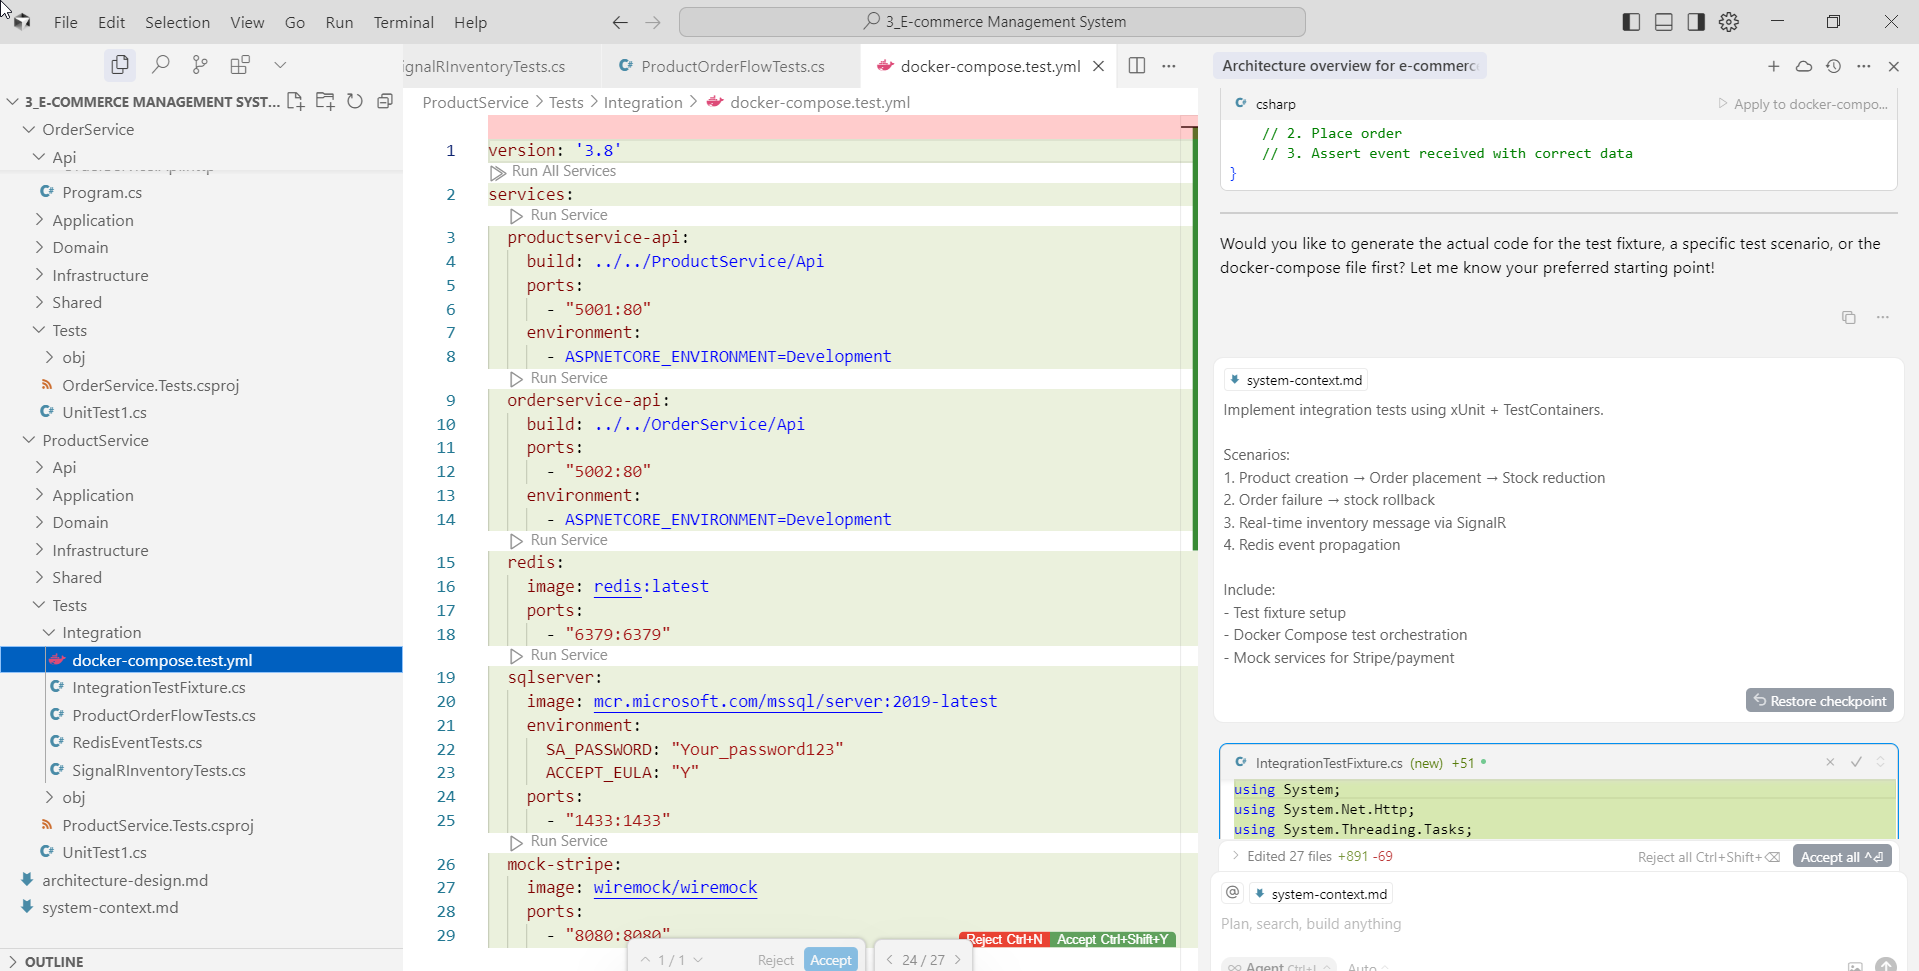 File Edit Selection View Go Run Terminal Help
3_E-commerce Management System
3_E-COMMERCE MANAGEMENT SYST...
OrderService
Api
Program.cs
Application
Domain
Infrastructure
Shared
Tests
obj
OrderService.Tests.csproj
UnitTest1.cs
ProductService
Api
Application
Domain
Infrastructure
Shared
Tests
Integration
docker-compose.test.yml
IntegrationTestFixture.cs
ProductOrderFlowTests.cs
RedisEventTests.cs
SignalRInventoryTests.cs
obj
ProductService.Tests.csproj
UnitTest1.cs
architecture-design.md
system-context.md
OUTLINE
ignalRInventoryTests.cs
ProductOrderFlowTests.cs
docker-compose.test.yml
ProductService > Tests > Integration > docker-compose.test.yml
1 version: '3.8'
Run All Services
2 services:
Run Service
3 productservice-api:
4 build: ../../ProductService/Api
5 ports:
6 - "5001:80"
7 environment:
8 - ASPNETCORE_ENVIRONMENT=Development
Run Service
9 orderservice-api:
10 build: ../../OrderService/Api
11 ports:
12 - "5002:80"
13 environment:
14 - ASPNETCORE_ENVIRONMENT=Development
Run Service
15 redis:
16 image: redis:latest
17 ports:
18 - "6379:6379"
Run Service
19 sqlserver:
20 image: mcr.microsoft.com/mssql/server:2019-latest
21 environment:
22 SA_PASSWORD: "Your_password123"
23 ACCEPT_EULA: "Y"
24 ports:
25 - "1433:1433"
Run Service
26 mock-stripe:
27 image: wiremock/wiremock
28 ports:
29 - "8080:8080"
Reject Ctrl+N Accept Ctrl+Shift+Y
1 / 1 Reject Accept 24 / 27
Architecture overview for e-commerc
csharp
Apply to docker-compo...
// 2. Place order
// 3. Assert event received with correct data
}
Would you like to generate the actual code for the test fixture, a specific test scenario, or the
docker-compose file first? Let me know your preferred starting point!
system-context.md
Implement integration tests using xUnit + TestContainers.
Scenarios:
1. Product creation → Order placement → Stock reduction
2. Order failure → stock rollback
3. Real-time inventory message via SignalR
4. Redis event propagation
Include:
- Test fixture setup
- Docker Compose test orchestration
- Mock services for Stripe/payment
Restore checkpoint
IntegrationTestFixture.cs (new) +51
using System;
using System.Net.Http;
using System.Threading.Tasks;
Edited 27 files +891 -69
Reject all Ctrl+Shift+⌫
Accept all ^⏎
@ system-context.md
Plan, search, build anything
Agent Ctrl+I
Auto